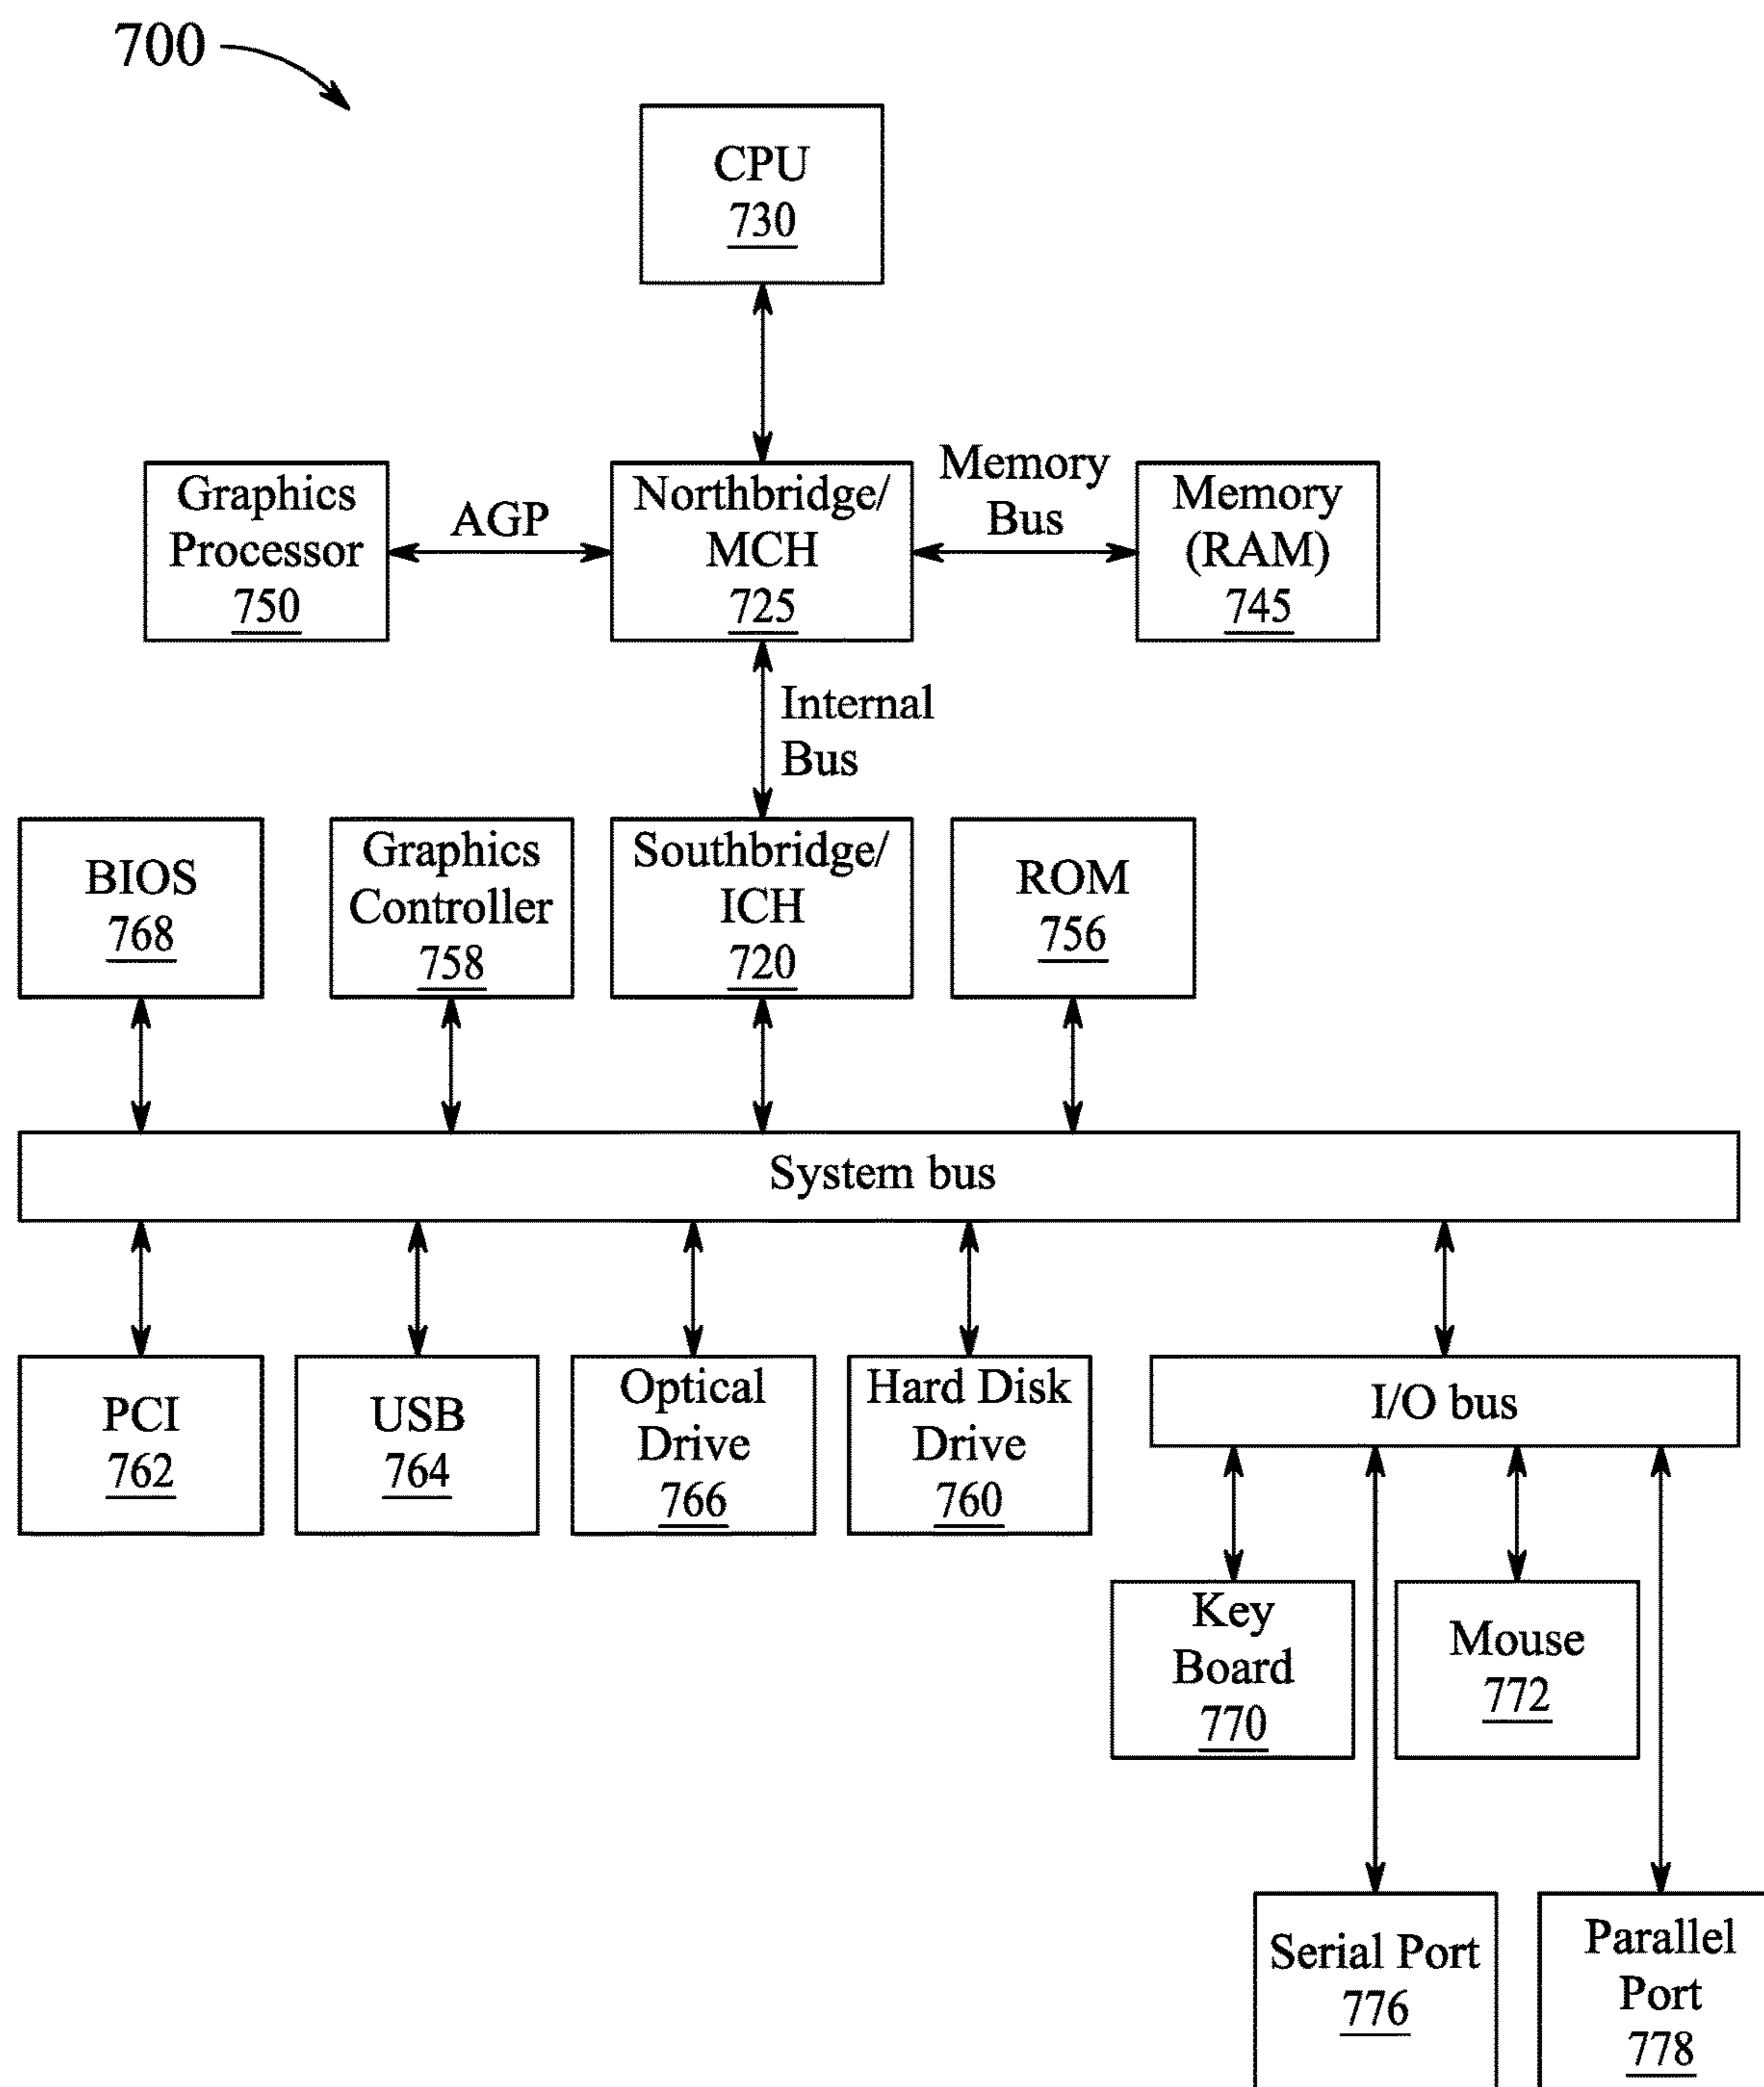 700
CPU
730
Graphics
Processor
750
AGP
Northbridge/
MCH
725
Memory
Bus
Memory
(RAM)
745
Internal
Bus
BIOS
768
Graphics
Controller
758
Southbridge/
ICH
720
ROM
756
System bus
PCI
762
USB
764
Optical
Drive
766
Hard Disk
Drive
760
I/O bus
Key
Board
770
Mouse
772
Serial Port
776
Parallel
Port
778